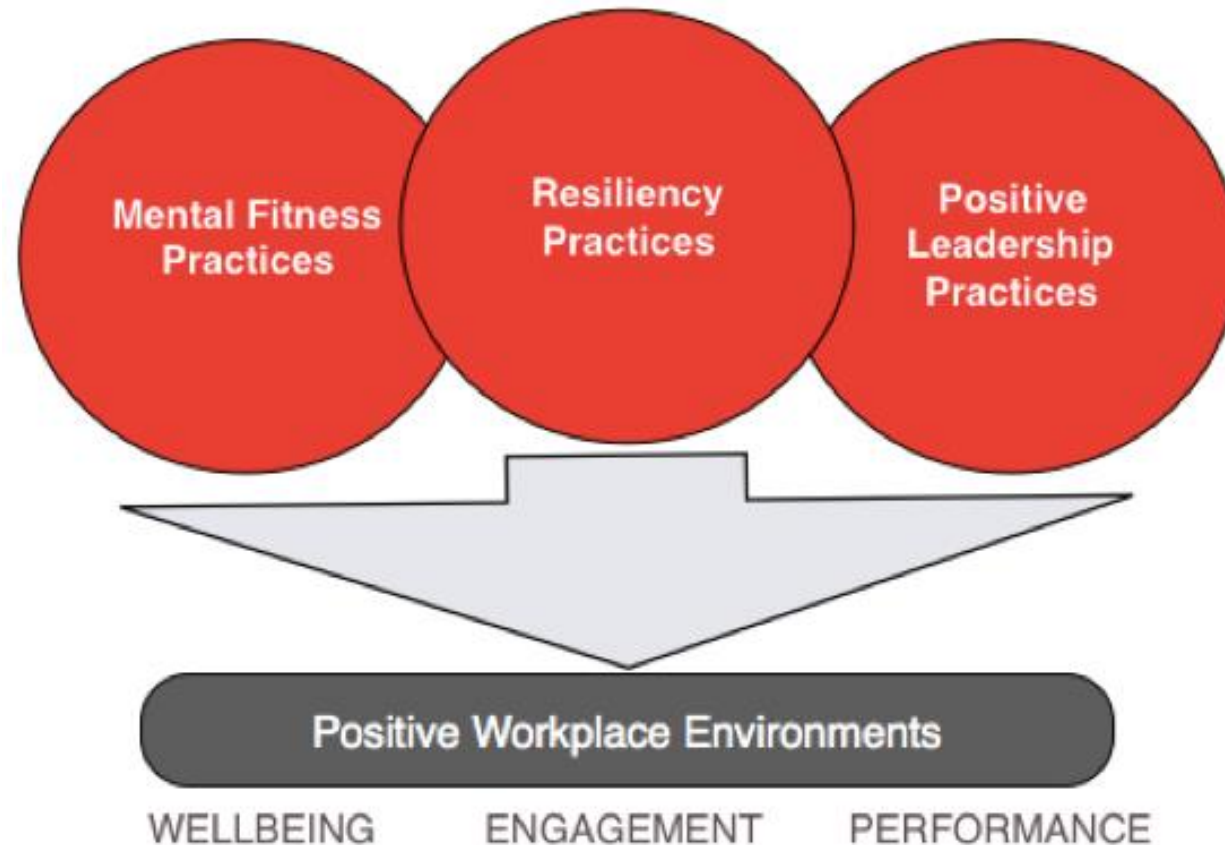 Mental Fitness
Practices
Resiliency
Practices
Positive
Leadership
Practices
Positive Workplace Environments
WELLBEING ENGAGEMENT PERFORMANCE